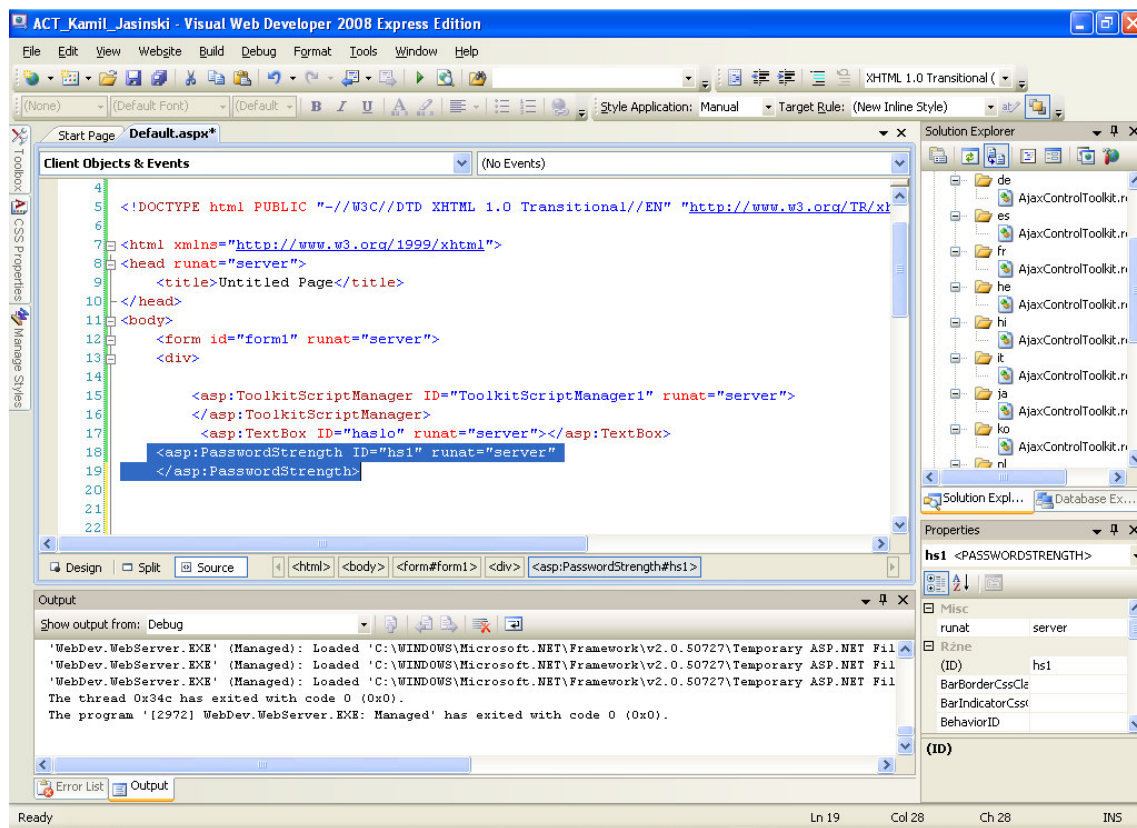 ACT_Kamil_Jasinski - Visual Web Developer 2008 Express Edition
File Edit View Website Build Debug Format Tools Window Help
XHTML 1.0 Transitional (
(None) (Default Font) (Default B I U A Style Application: Manual Target Rule: (New Inline Style)
Toolbox
CSS Properties
Manage Styles
Start Page Default.aspx*
Client Objects & Events (No Events)
4
5 <!DOCTYPE html PUBLIC "-//W3C//DTD XHTML 1.0 Transitional//EN" "http://www.w3.org/TR/xh
6
7 <html xmlns="http://www.w3.org/1999/xhtml">
8 <head runat="server">
9 <title>Untitled Page</title>
10 </head>
11 <body>
12 <form id="form1" runat="server">
13 <div>
14
15 <asp:ToolkitScriptManager ID="ToolkitScriptManager1" runat="server">
16 </asp:ToolkitScriptManager>
17 <asp:TextBox ID="haslo" runat="server"></asp:TextBox>
18 <asp:PasswordStrength ID="hs1" runat="server"
19 </asp:PasswordStrength>
20
21
22
Design Split Source <html> <body> <form#form1> <div> <asp:PasswordStrength#hs1>
Output
Show output from: Debug
'WebDev.WebServer.EXE' (Managed): Loaded 'C:\WINDOWS\Microsoft.NET\Framework\v2.0.50727\Temporary ASP.NET Fil
'WebDev.WebServer.EXE' (Managed): Loaded 'C:\WINDOWS\Microsoft.NET\Framework\v2.0.50727\Temporary ASP.NET Fil
'WebDev.WebServer.EXE' (Managed): Loaded 'C:\WINDOWS\Microsoft.NET\Framework\v2.0.50727\Temporary ASP.NET Fil
The thread 0x34c has exited with code 0 (0x0).
The program '[2972] WebDev.WebServer.EXE: Managed' has exited with code 0 (0x0).
Error List Output
Solution Explorer
de
AjaxControlToolkit.r
es
AjaxControlToolkit.r
fr
AjaxControlToolkit.r
he
AjaxControlToolkit.r
hi
AjaxControlToolkit.r
it
AjaxControlToolkit.r
ja
AjaxControlToolkit.r
ko
AjaxControlToolkit.r
nl
Solution Expl... Database Ex...
Properties
hs1 <PASSWORDSTRENGTH>
Misc
runat server
Rżne
(ID) hs1
BarBorderCssCla
BarIndicatorCss
BehaviorID
(ID)
Ready Ln 19 Col 28 Ch 28 INS